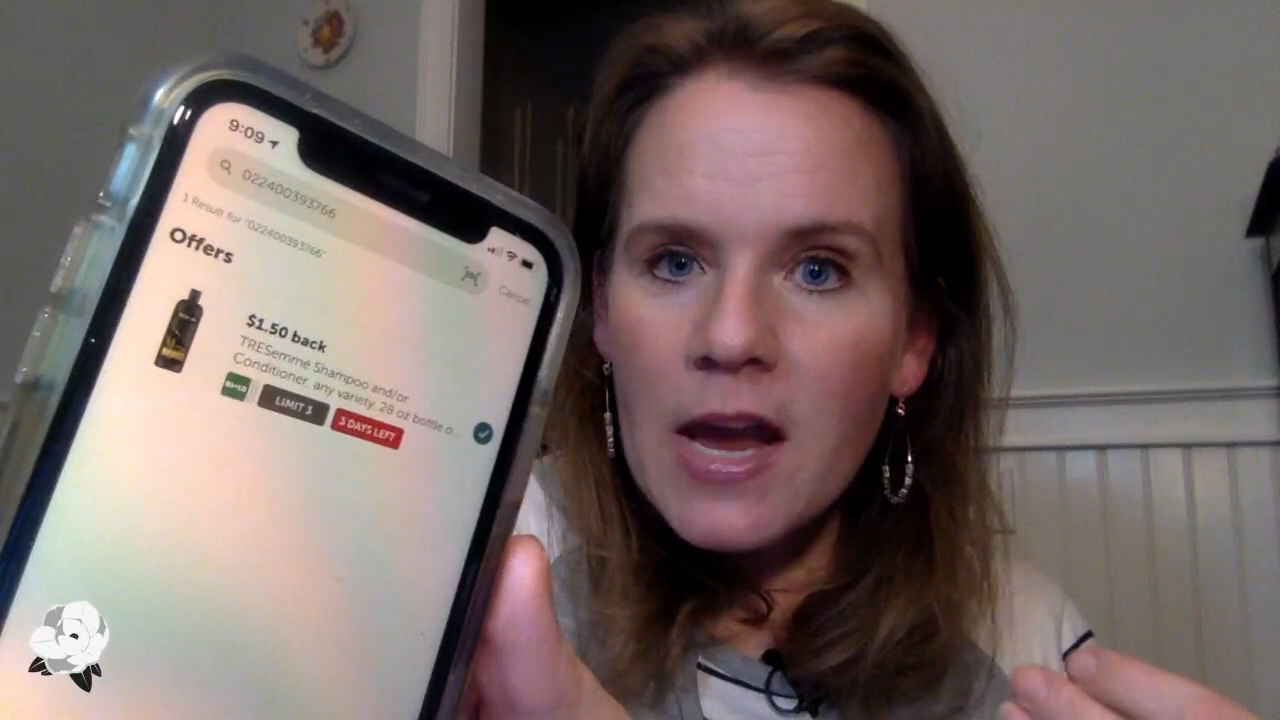 9:09
022400393766
Cancel
1 Result for "022400393766"
Offers
$1.50 back
TRESemmé Shampoo and/or
Conditioner, any variety, 28 oz bottle o...
LIMIT 3
3 DAYS LEFT